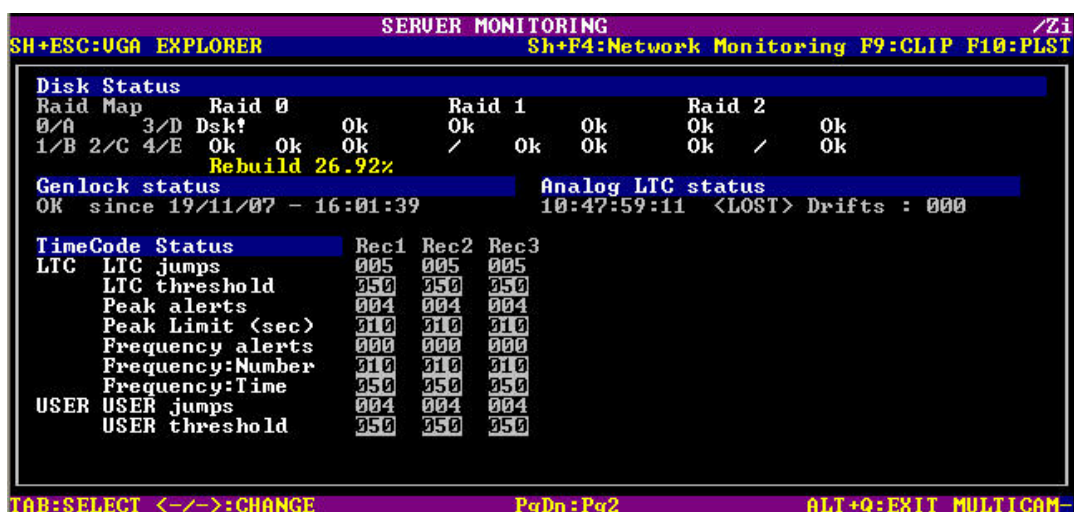 SERVER MONITORING /Zi
SH+ESC:VGA EXPLORER Sh+F4:Network Monitoring F9:CLIP F10:PLST
Disk Status
Raid Map Raid 0 Raid 1 Raid 2
0/A 3/D Dsk! Ok Ok Ok Ok Ok
1/B 2/C 4/E Ok Ok Ok / Ok Ok Ok / Ok
Rebuild 26.92%
Genlock status Analog LTC status
OK since 19/11/07 - 16:01:39 10:47:59:11 <LOST> Drifts : 000
TimeCode Status Rec1 Rec2 Rec3
LTC LTC jumps 005 005 005
LTC threshold 050 050 050
Peak alerts 004 004 004
Peak Limit (sec) 010 010 010
Frequency alerts 000 000 000
Frequency:Number 010 010 010
Frequency:Time 050 050 050
USER USER jumps 004 004 004
USER threshold 050 050 050
TAB:SELECT <-/->:CHANGE PgDn:Pg2 ALT+Q:EXIT MULTICAM-